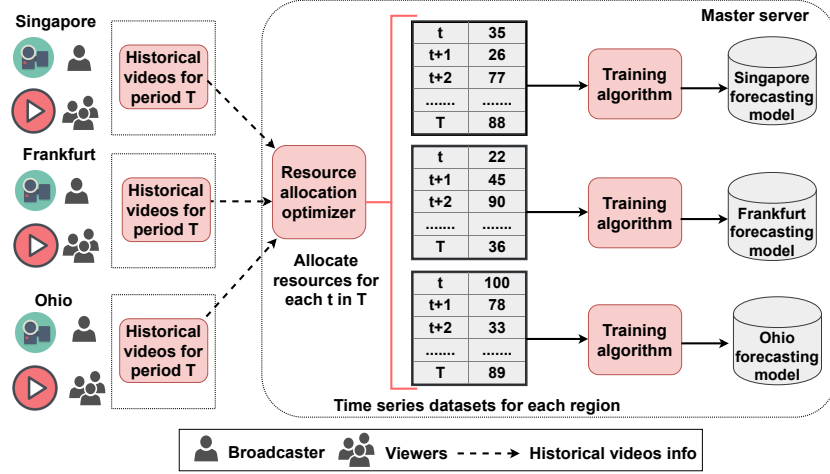 Singapore
Historical
videos for
period T
Frankfurt
Historical
videos for
period T
Ohio
Historical
videos for
period T
Resource
allocation
optimizer
Allocate
resources for
each t in T
Master server
t 35
t+1 26
t+2 77
....... .......
T 88
Training
algorithm
Singapore
forecasting
model
t 22
t+1 45
t+2 90
....... .......
T 36
Training
algorithm
Frankfurt
forecasting
model
t 100
t+1 78
t+2 33
....... .......
T 89
Training
algorithm
Ohio
forecasting
model
Time series datasets for each region
Broadcaster Viewers Historical videos info